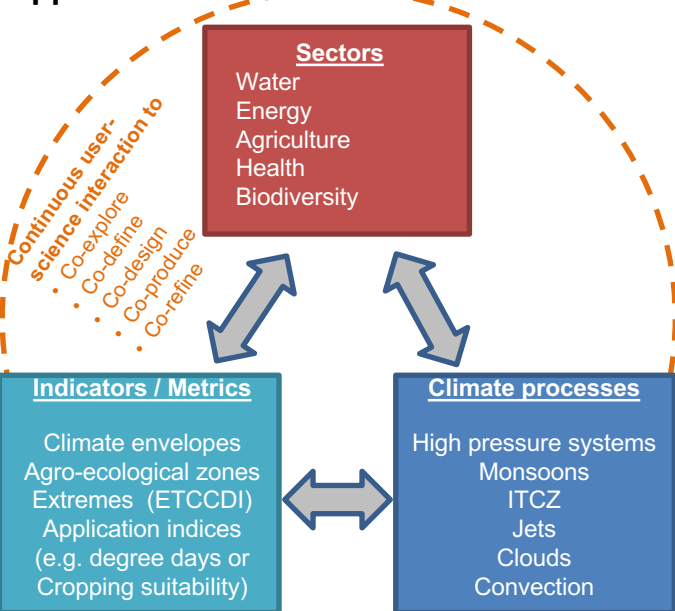 Sectors
Water
Energy
Agriculture
Health
Biodiversity
Continuous user-
science interaction to
• Co-explore
• Co-define
• Co-design
• Co-produce
• Co-refine
Indicators / Metrics
Climate envelopes
Agro-ecological zones
Extremes (ETCCDI)
Application indices
(e.g. degree days or
Cropping suitability)
Climate processes
High pressure systems
Monsoons
ITCZ
Jets
Clouds
Convection